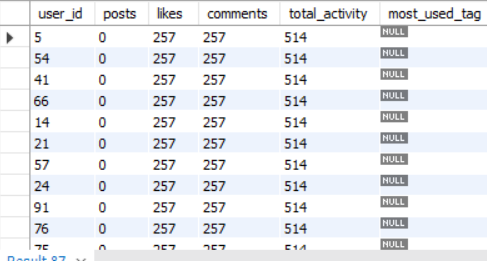 user_id posts likes comments total_activity most_used_tag
5 0 257 257 514 NULL
54 0 257 257 514 NULL
41 0 257 257 514 NULL
66 0 257 257 514 NULL
14 0 257 257 514 NULL
21 0 257 257 514 NULL
57 0 257 257 514 NULL
24 0 257 257 514 NULL
91 0 257 257 514 NULL
76 0 257 257 514 NULL
75 0 257 257 514 NULL
Result 87